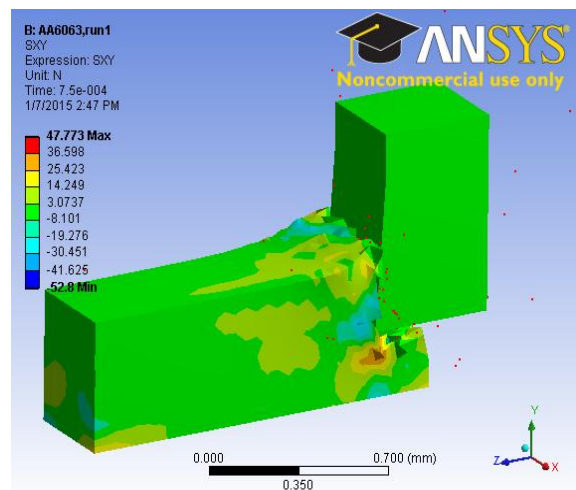 B: AA6063,run1
SXY
Expression: SXY
Unit: N
Time: 7.5e-004
1/7/2015 2:47 PM
47.773 Max
36.598
25.423
14.249
3.0737
-8.101
-19.276
-30.451
-41.625
-52.8 Min
ANSYS®
Noncommercial use only
0.000 0.700 (mm)
0.350
Y
Z X